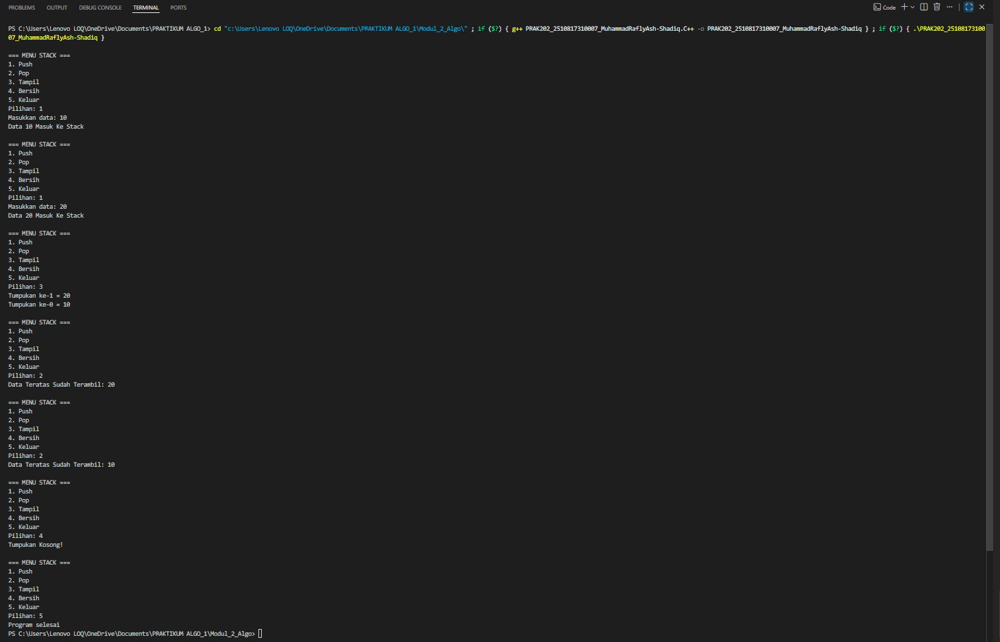 PROBLEMS OUTPUT DEBUG CONSOLE TERMINAL PORTS Code
PS C:\Users\Lenovo LOQ\OneDrive\Documents\PRAKTIKUM ALGO_1> cd "c:\Users\Lenovo LOQ\OneDrive\Documents\PRAKTIKUM ALGO_1\Modul_2_Algo\" ; if ($?) { g++ PRAK202_2510817310007_MuhammadRaflyAsh-Shadiq.C++ -o PRAK202_2510817310007_MuhammadRaflyAsh-Shadiq } ; if ($?) { .\PRAK202_25108173100
07_MuhammadRaflyAsh-Shadiq }
=== MENU STACK ===
1. Push
2. Pop
3. Tampil
4. Bersih
5. Keluar
Pilihan: 1
Masukkan data: 10
Data 10 Masuk Ke Stack
=== MENU STACK ===
1. Push
2. Pop
3. Tampil
4. Bersih
5. Keluar
Pilihan: 1
Masukkan data: 20
Data 20 Masuk Ke Stack
=== MENU STACK ===
1. Push
2. Pop
3. Tampil
4. Bersih
5. Keluar
Pilihan: 3
Tumpukan ke-1 = 20
Tumpukan ke-0 = 10
=== MENU STACK ===
1. Push
2. Pop
3. Tampil
4. Bersih
5. Keluar
Pilihan: 2
Data Teratas Sudah Terambil: 20
=== MENU STACK ===
1. Push
2. Pop
3. Tampil
4. Bersih
5. Keluar
Pilihan: 2
Data Teratas Sudah Terambil: 10
=== MENU STACK ===
1. Push
2. Pop
3. Tampil
4. Bersih
5. Keluar
Pilihan: 4
Tumpukan Kosong!
=== MENU STACK ===
1. Push
2. Pop
3. Tampil
4. Bersih
5. Keluar
Pilihan: 5
Program selesai
PS C:\Users\Lenovo LOQ\OneDrive\Documents\PRAKTIKUM ALGO_1\Modul_2_Algo>